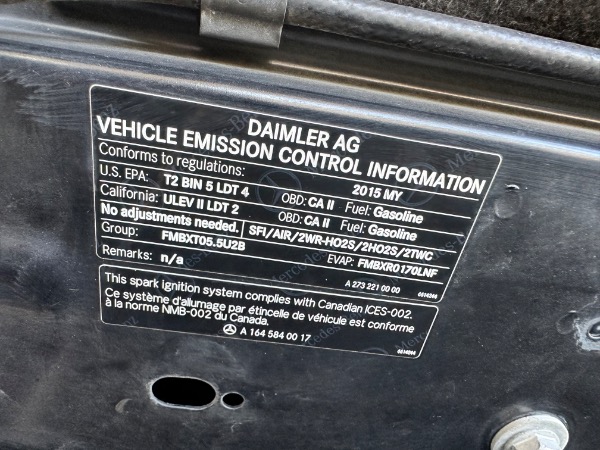 DAIMLER AG
VEHICLE EMISSION CONTROL INFORMATION
Conforms to regulations: 2015 MY
U.S. EPA: T2 BIN 5 LDT 4 OBD: CA II Fuel: Gasoline
California: ULEV II LDT 2 OBD: CA II Fuel: Gasoline
No adjustments needed. SFI/AIR/2WR-HO2S/2HO2S/2TWC
Group: FMBXT05.5U2B EVAP: FMBXR0170LNF
Remarks: n/a
A 273 221 00 00
This spark ignition system complies with Canadian ICES-002.
Ce système d'allumage par étincelle de véhicule est conforme
à la norme NMB-002 du Canada.
A 164 584 00 17